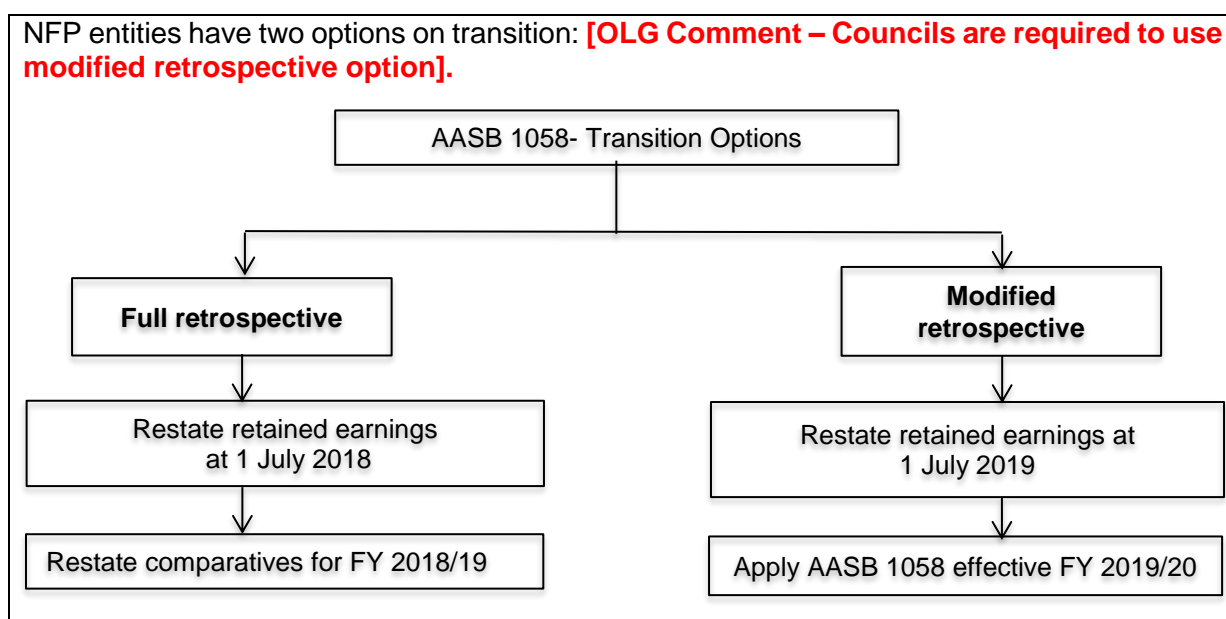 NFP entities have two options on transition: [OLG Comment – Councils are required to use
modified retrospective option].
AASB 1058- Transition Options
Full retrospective
Modified
retrospective
Restate retained earnings
at 1 July 2018
Restate retained earnings at
1 July 2019
Restate comparatives for FY 2018/19
Apply AASB 1058 effective FY 2019/20